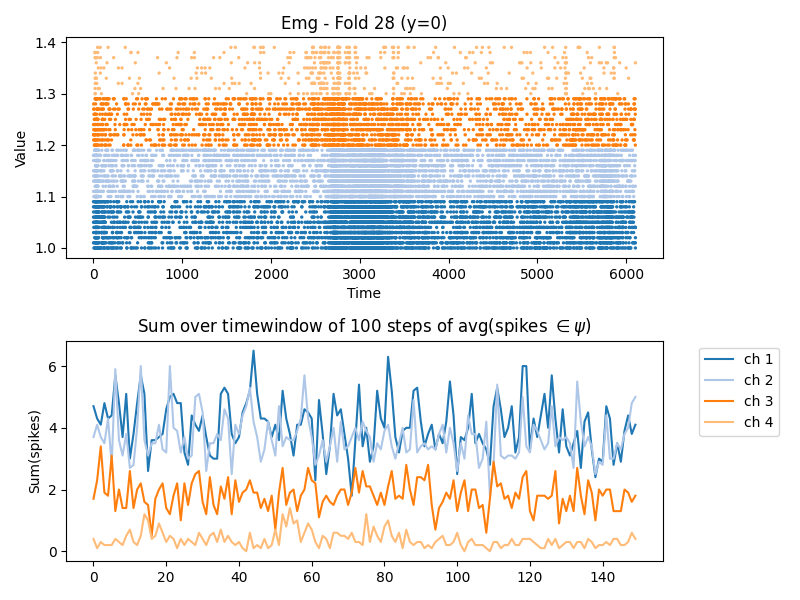 Emg - Fold 28 (y=0)
1.4
1.3
1.2
1.1
1.0
Value
0 1000 2000 3000 4000 5000 6000
Time
Sum over timewindow of 100 steps of avg(spikes ∈ψ)
6
4
2
0
Sum(spikes)
0 20 40 60 80 100 120 140
ch 1
ch 2
ch 3
ch 4